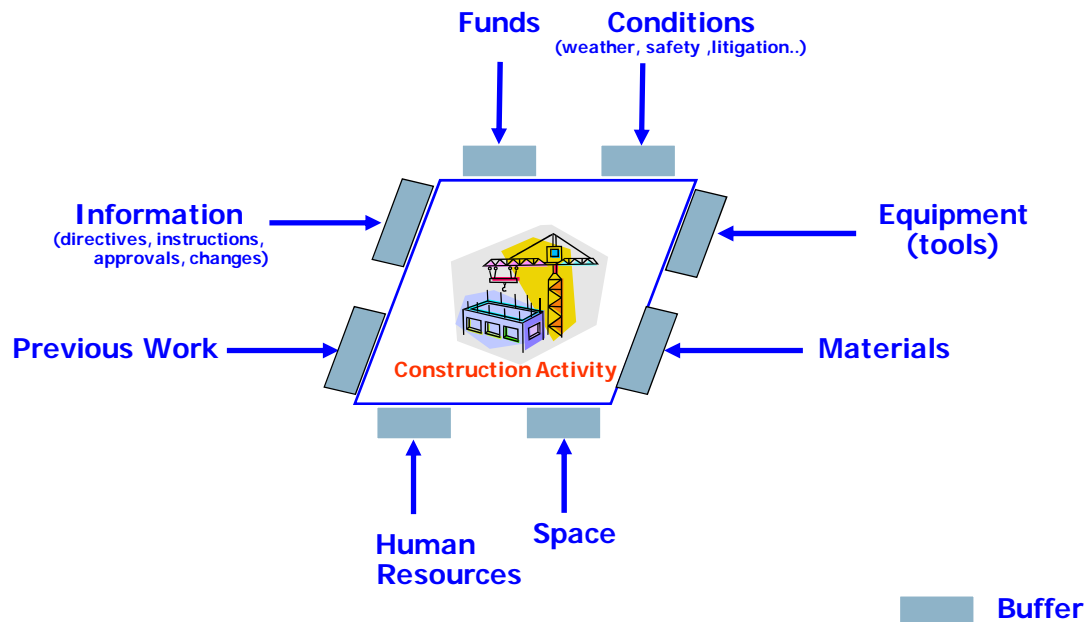 Funds
Conditions
(weather, safety ,litigation..)
Information
(directives, instructions,
approvals, changes)
Equipment
(tools)
Previous Work
Materials
Construction Activity
Human
Resources
Space
Buffer